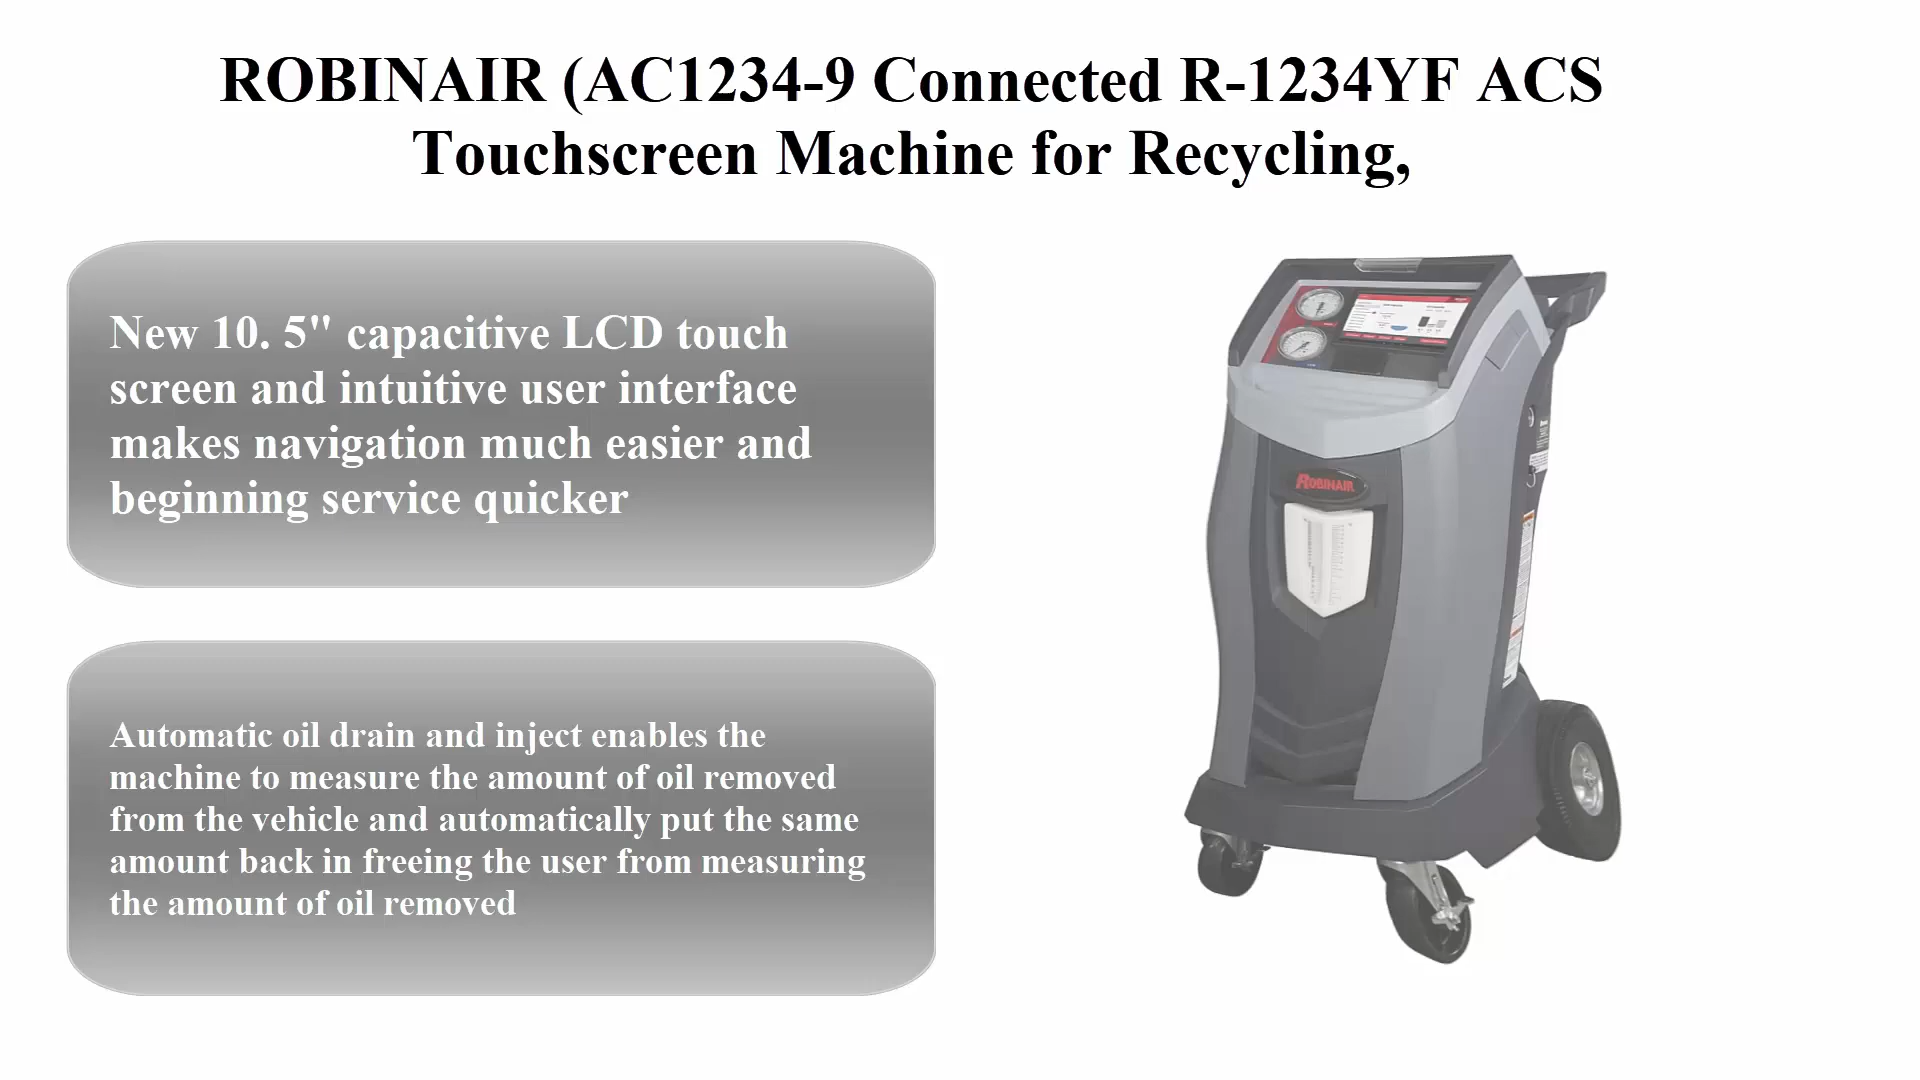 ROBINAIR (AC1234-9 Connected R-1234YF ACS
Touchscreen Machine for Recycling,
New 10. 5" capacitive LCD touch
screen and intuitive user interface
makes navigation much easier and
beginning service quicker
Automatic oil drain and inject enables the
machine to measure the amount of oil removed
from the vehicle and automatically put the same
amount back in freeing the user from measuring
the amount of oil removed
ROBINAIR